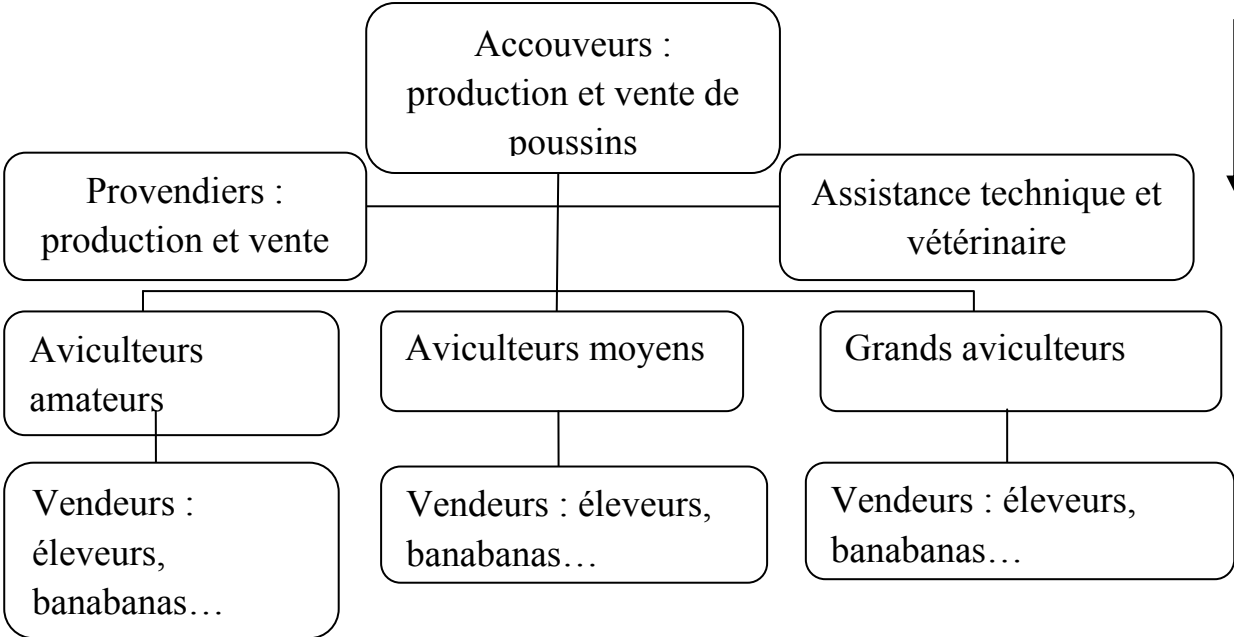 Accouveurs :
production et vente de
poussins
Provendiers :
production et vente
Assistance technique et
vétérinaire
Aviculteurs
amateurs
Aviculteurs moyens
Grands aviculteurs
Vendeurs :
éleveurs,
banabanas…
Vendeurs : éleveurs,
banabanas…
Vendeurs : éleveurs,
banabanas…